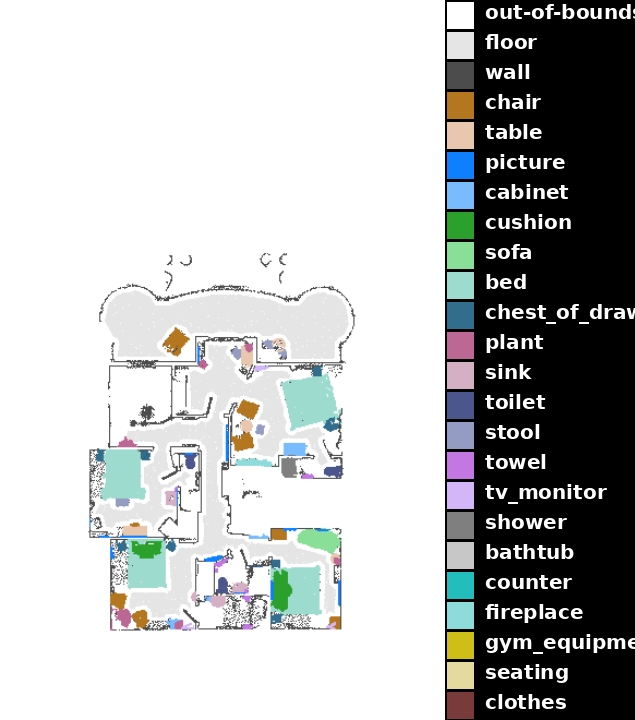 out-of-bounds
floor
wall
chair
table
picture
cabinet
cushion
sofa
bed
chest_of_draw
plant
sink
toilet
stool
towel
tv_monitor
shower
bathtub
counter
fireplace
gym_equipme
seating
clothes